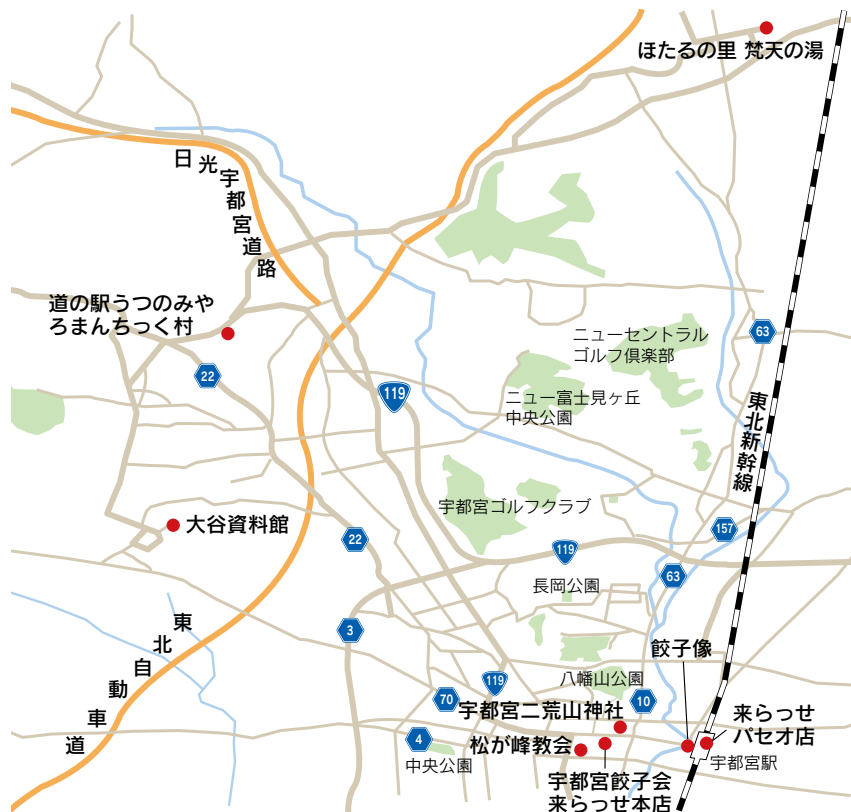 ほたるの里 梵天の湯
日光宇都宮道路
道の駅うつのみや
ろまんちっく村
22
119
ニューセントラル
ゴルフ倶楽部
63
ニュー富士見ヶ丘
中央公園
東北新幹線
宇都宮ゴルフクラブ
大谷資料館
22
119
157
63
長岡公園
3
東北自動車道
餃子像
八幡山公園
119
70
10
宇都宮二荒山神社
来らっせ
パセオ店
4
松が峰教会
中央公園
宇都宮駅
宇都宮餃子会
来らっせ本店